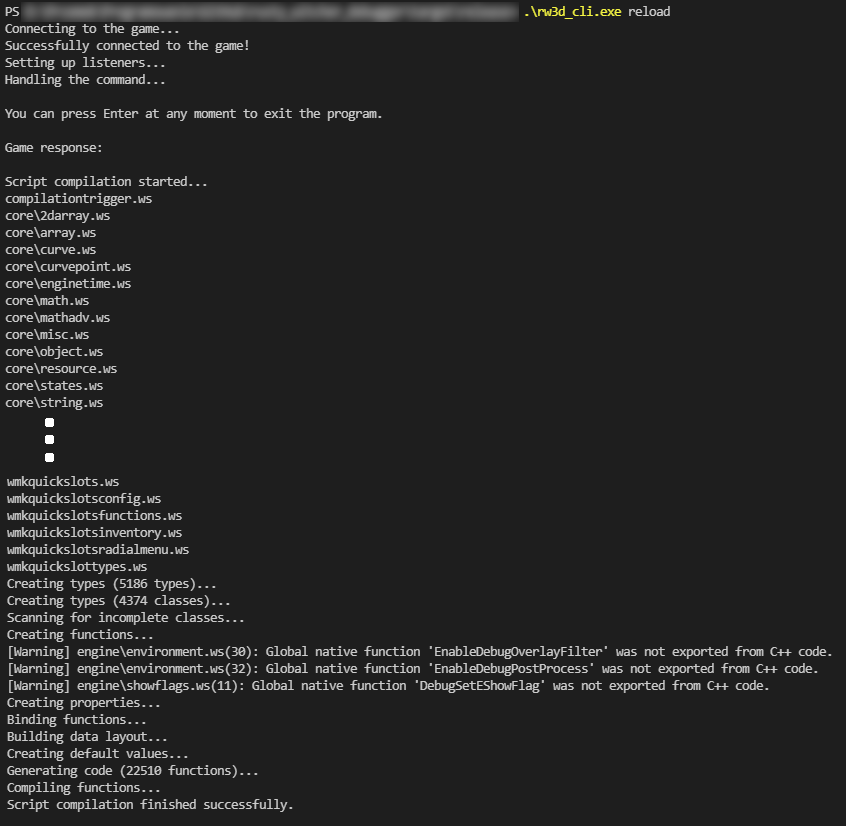 PS .\rw3d_cli.exe reload
Connecting to the game...
Successfully connected to the game!
Setting up listeners...
Handling the command...
You can press Enter at any moment to exit the program.
Game response:
Script compilation started...
compilationtrigger.ws
core\2darray.ws
core\array.ws
core\curve.ws
core\curvepoint.ws
core\enginetime.ws
core\math.ws
core\mathadv.ws
core\misc.ws
core\object.ws
core\resource.ws
core\states.ws
core\string.ws
wmkquickslots.ws
wmkquickslotsconfig.ws
wmkquickslotsfunctions.ws
wmkquickslotsinventory.ws
wmkquickslotsradialmenu.ws
wmkquickslottypes.ws
Creating types (5186 types)...
Creating types (4374 classes)...
Scanning for incomplete classes...
Creating functions...
[Warning] engine\environment.ws(30): Global native function 'EnableDebugOverlayFilter' was not exported from C++ code.
[Warning] engine\environment.ws(32): Global native function 'EnableDebugPostProcess' was not exported from C++ code.
[Warning] engine\showflags.ws(11): Global native function 'DebugSetEShowFlag' was not exported from C++ code.
Creating properties...
Binding functions...
Building data layout...
Creating default values...
Generating code (22510 functions)...
Compiling functions...
Script compilation finished successfully.